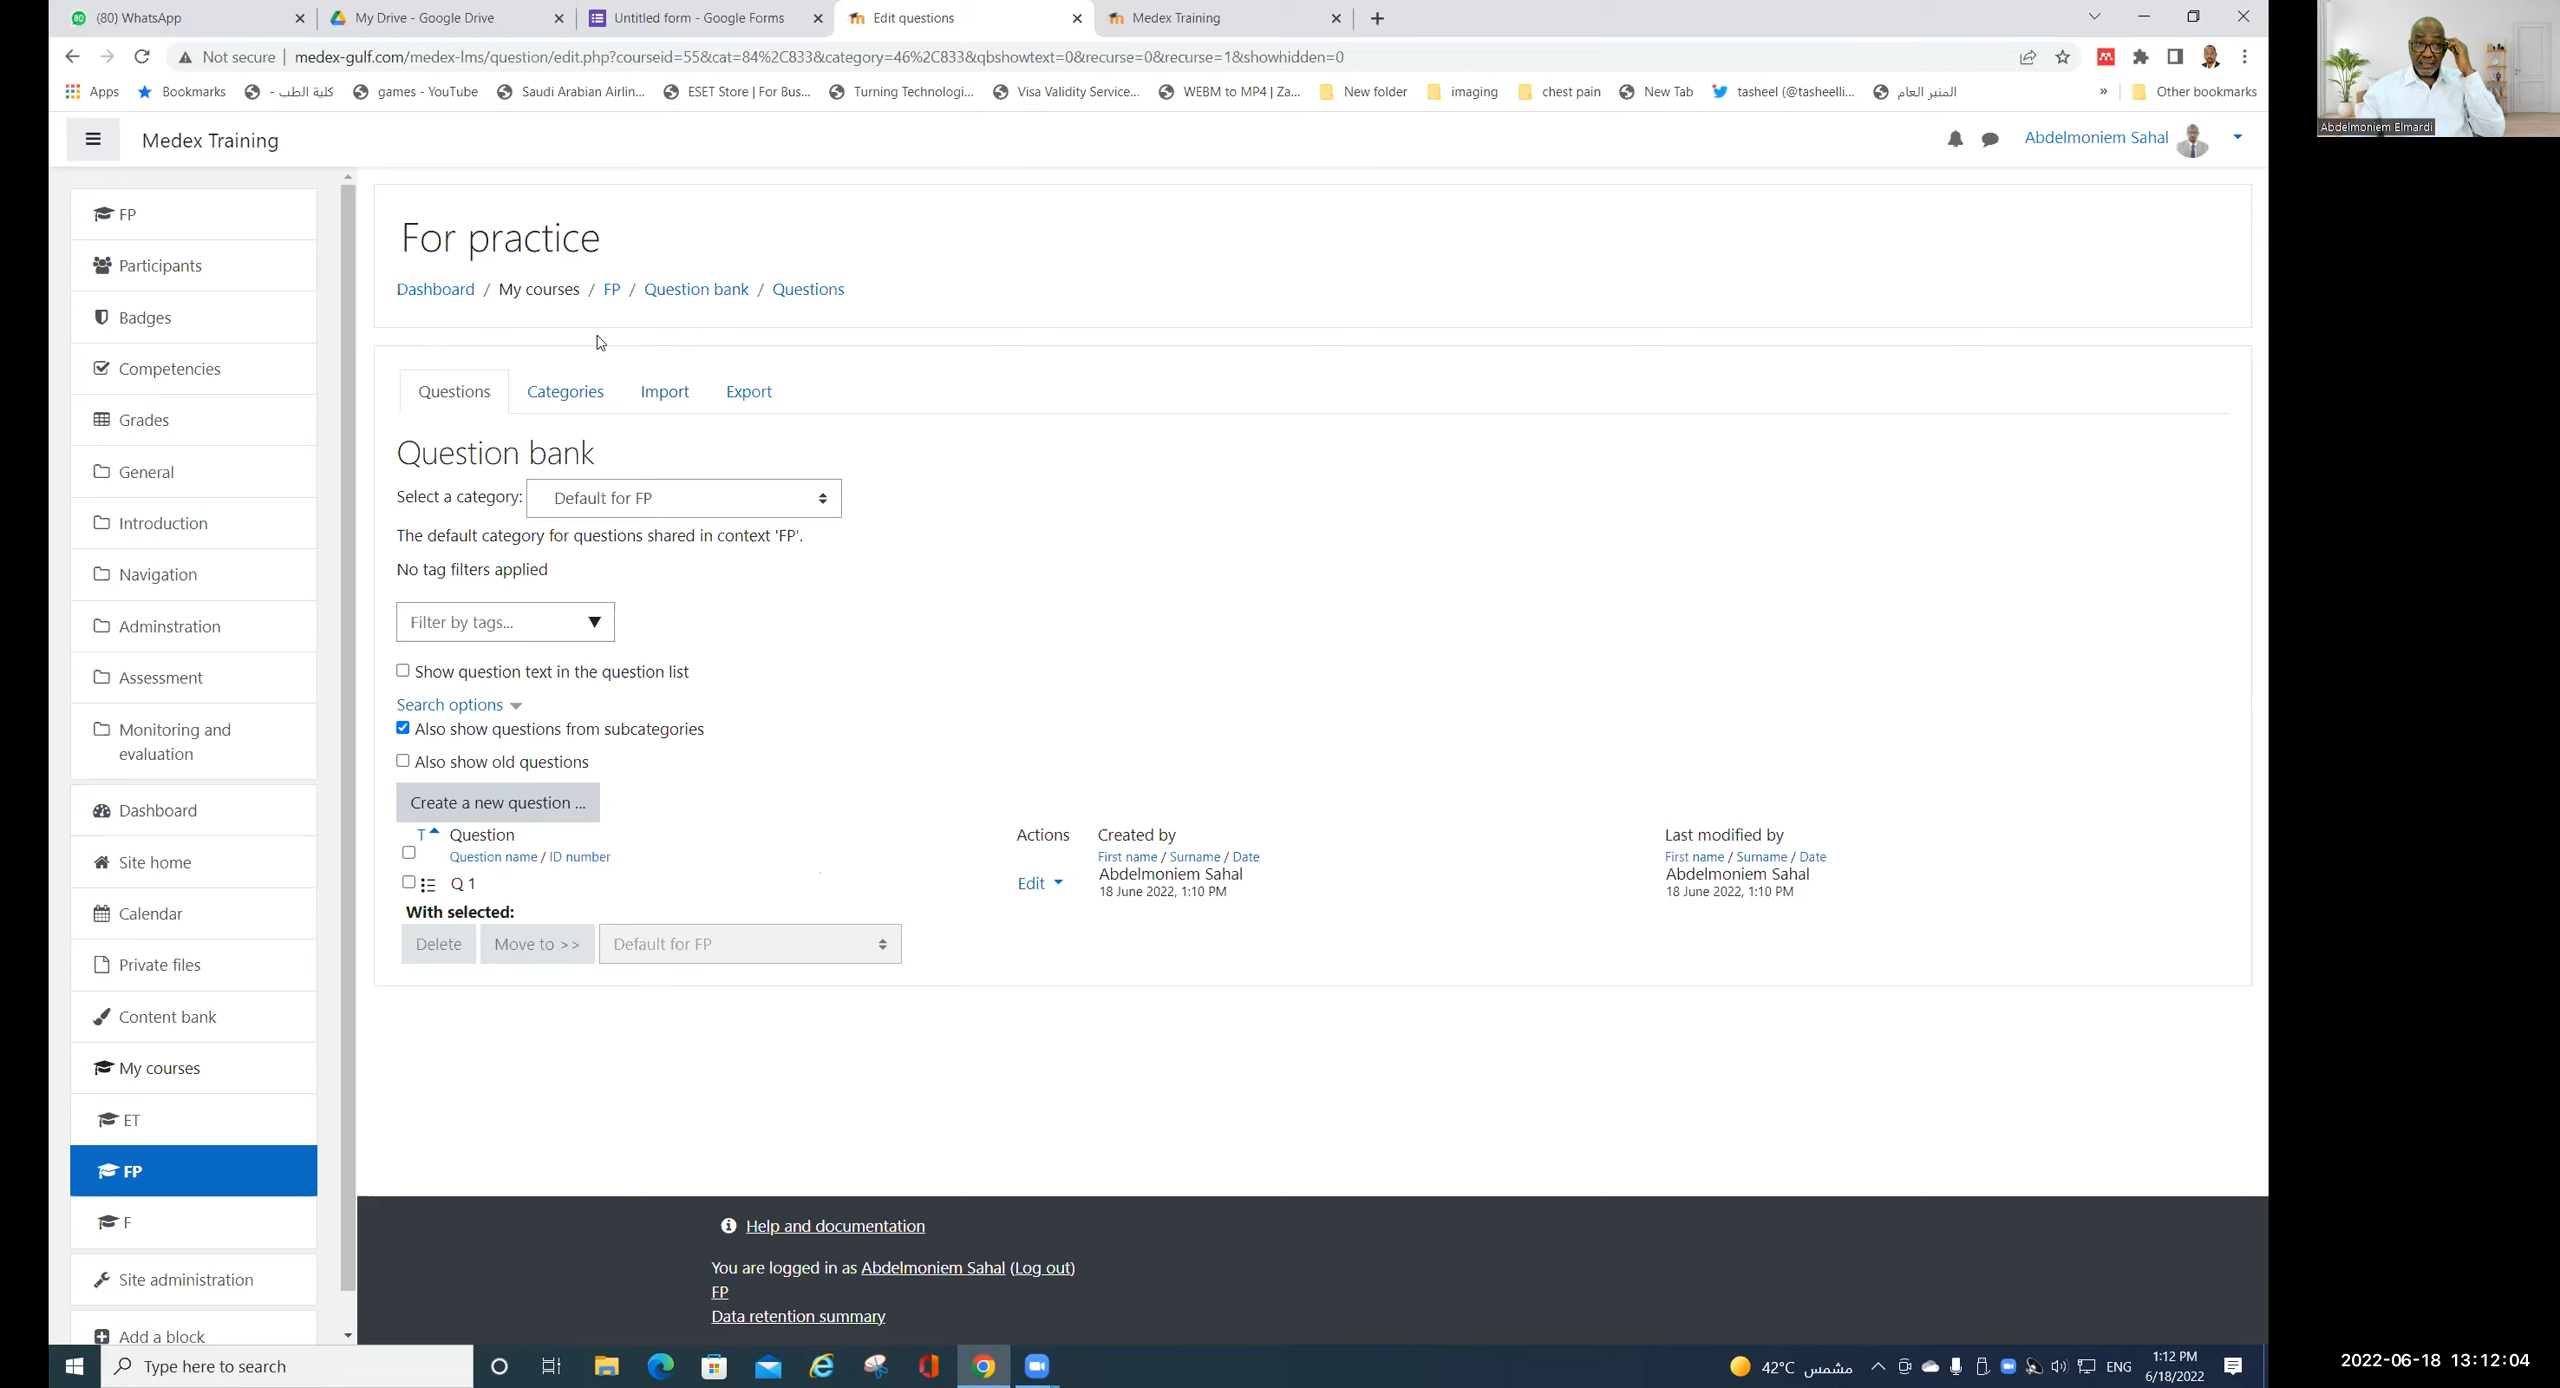 (80) WhatsApp
My Drive - Google Drive
Untitled form - Google Forms
Edit questions
Medex Training
Not secure
medex-gulf.com/medex-lms/question/edit.php?courseid=55&cat=84%2C833&category=46%2C833&qbshowtext=0&recurse=0&recurse=1&showhidden=0
Apps
Bookmarks
كلية الطب -
games - YouTube
Saudi Arabian Airlin...
ESET Store | For Bus...
Turning Technologi...
Visa Validity Service...
WEBM to MP4 | Za...
New folder
imaging
chest pain
New Tab
tasheel (@tasheelli...
المنبر العام
»
Other bookmarks
Abdelmoniem Elmardi
Medex Training
Abdelmoniem Sahal
FP
Participants
Badges
Competencies
Grades
General
Introduction
Navigation
Adminstration
Assessment
Monitoring and
evaluation
Dashboard
Site home
Calendar
Private files
Content bank
My courses
ET
FP
F
Site administration
Add a block
For practice
Dashboard / My courses / FP / Question bank / Questions
Questions
Categories
Import
Export
Question bank
Select a category: Default for FP
The default category for questions shared in context 'FP'.
No tag filters applied
Filter by tags...
Show question text in the question list
Search options
Also show questions from subcategories
Also show old questions
Create a new question ...
T Question Actions Created by Last modified by
Question name / ID number First name / Surname / Date First name / Surname / Date
Q 1 Edit Abdelmoniem Sahal Abdelmoniem Sahal
18 June 2022, 1:10 PM 18 June 2022, 1:10 PM
With selected:
Delete Move to >> Default for FP
Help and documentation
You are logged in as Abdelmoniem Sahal (Log out)
FP
Data retention summary
Type here to search
42°C مشمس
ENG
1:12 PM
6/18/2022
2022-06-18 13:12:04